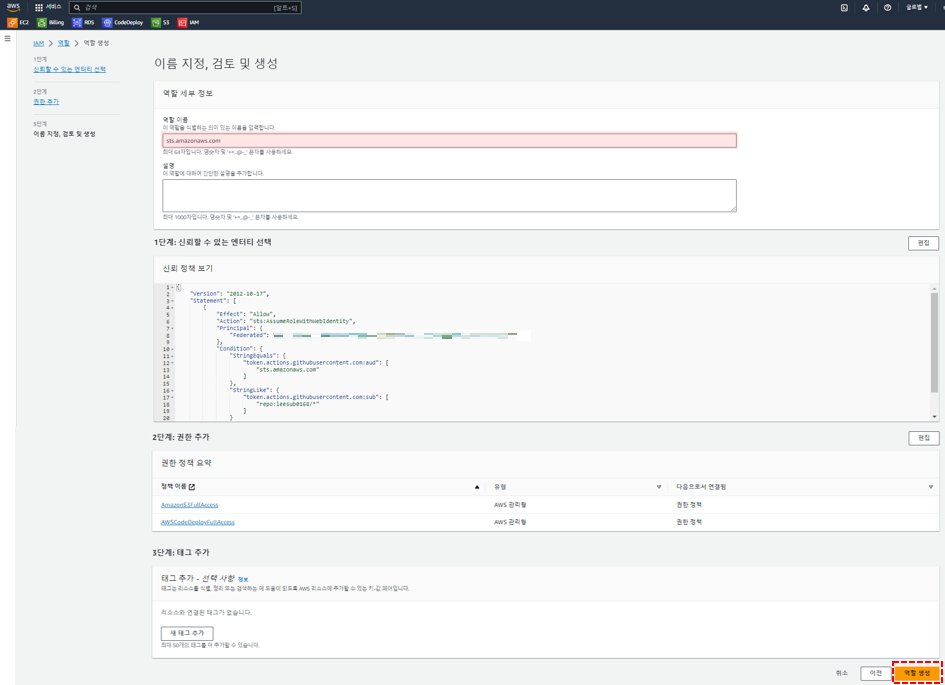 aws
서비스
검색
[알트+S]
글로벌
EC2
Billing
RDS
CodeDeploy
S3
IAM
IAM > 역할 > 역할 생성
1단계
신뢰할 수 있는 엔터티 선택
2단계
권한 추가
3단계
이름 지정, 검토 및 생성
이름 지정, 검토 및 생성
역할 세부 정보
역할 이름
이 역할을 식별하는 의미 있는 이름을 입력합니다.
sts.amazonaws.com
최대 64자입니다. 영숫자 및 '+=,.@-_' 문자를 사용하세요.
설명
이 역할에 대하여 간단한 설명을 추가합니다.
최대 1000자입니다. 영숫자 및 '+=,.@-_' 문자를 사용하세요.
1단계: 신뢰할 수 있는 엔터티 선택
편집
신뢰 정책 보기
1 {
2 "Version": "2012-10-17",
3 "Statement": [
4 {
5 "Effect": "Allow",
6 "Action": "sts:AssumeRoleWithWebIdentity",
7 "Principal": {
8 "Federated":
9 },
10 "Condition": {
11 "StringEquals": {
12 "token.actions.githubusercontent.com:aud": [
13 "sts.amazonaws.com"
14 ]
15 },
16 "StringLike": {
17 "token.actions.githubusercontent.com:sub": [
18 "repo:leesub0168/*"
19 ]
20 }
2단계: 권한 추가
편집
권한 정책 요약
정책 이름
유형
다음으로서 연결됨
AmazonS3FullAccess
AWS 관리형
권한 정책
AWSCodeDeployFullAccess
AWS 관리형
권한 정책
3단계: 태그 추가
태그 추가 - 선택 사항 정보
태그는 리소스를 식별, 정리 또는 검색하는 데 도움이 되도록 AWS 리소스에 추가할 수 있는 키-값 페어입니다.
리소스와 연결된 태그가 없습니다.
새 태그 추가
최대 50개의 태그를 더 추가할 수 있습니다.
취소
이전
역할 생성